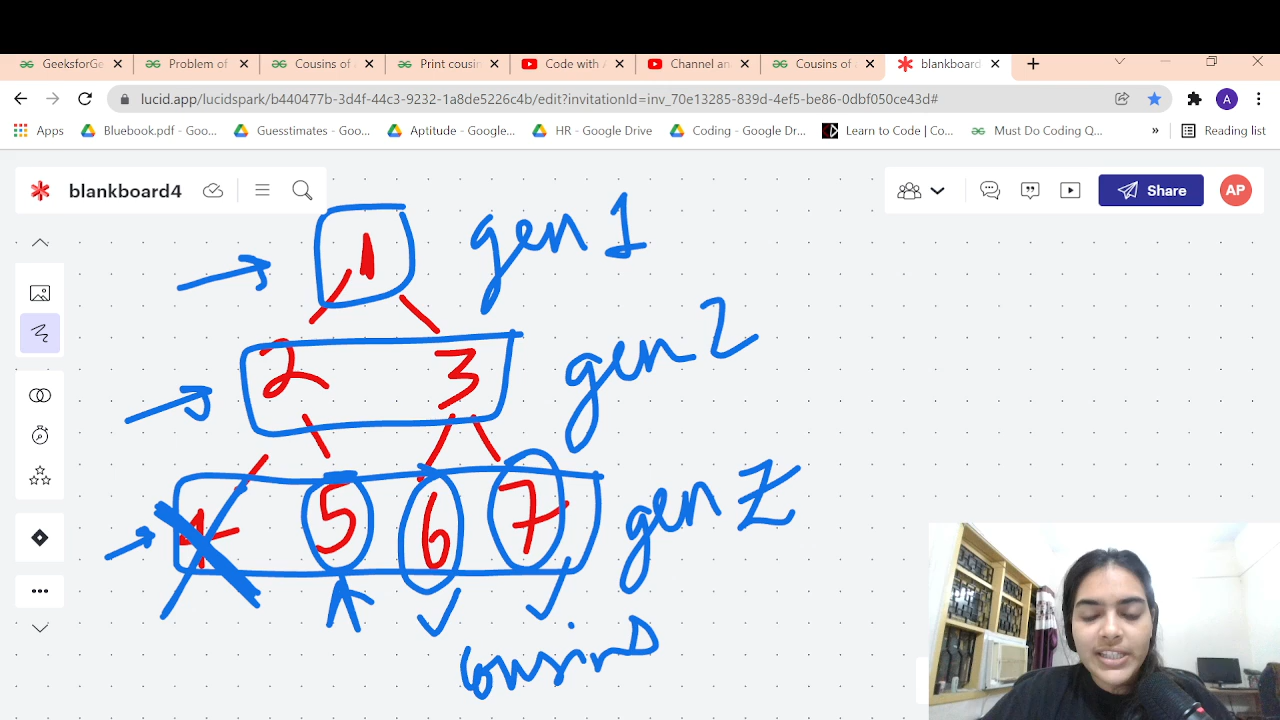 GeeksforGe
Problem of
Cousins of
Print cousin
Code with
Channel an
Cousins of
blankboard
lucid.app/lucidspark/b440477b-3d4f-44c3-9232-1a8de5226c4b/edit?invitationId=inv_70e13285-839d-4ef5-be86-0dbf050ce43d#
A
Apps
Bluebook.pdf - Goo...
Guesstimates - Goo...
Aptitude - Google...
HR - Google Drive
Coding - Google Dr...
Learn to Code | Co...
Must Do Coding Q...
»
Reading list
blankboard4
Share
AP
1 gen 1
2 3 gen 2
4 5 6 7 gen Z
cousins